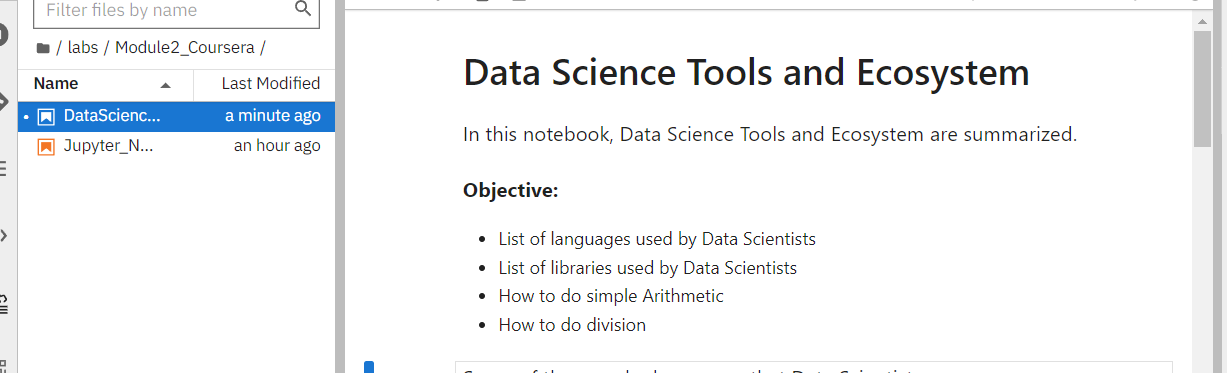 Filter files by name
/ labs / Module2_Coursera /
Name Last Modified
DataScienc... a minute ago
Jupyter_N... an hour ago
Data Science Tools and Ecosystem
In this notebook, Data Science Tools and Ecosystem are summarized.
Objective:
• List of languages used by Data Scientists
• List of libraries used by Data Scientists
• How to do simple Arithmetic
• How to do division